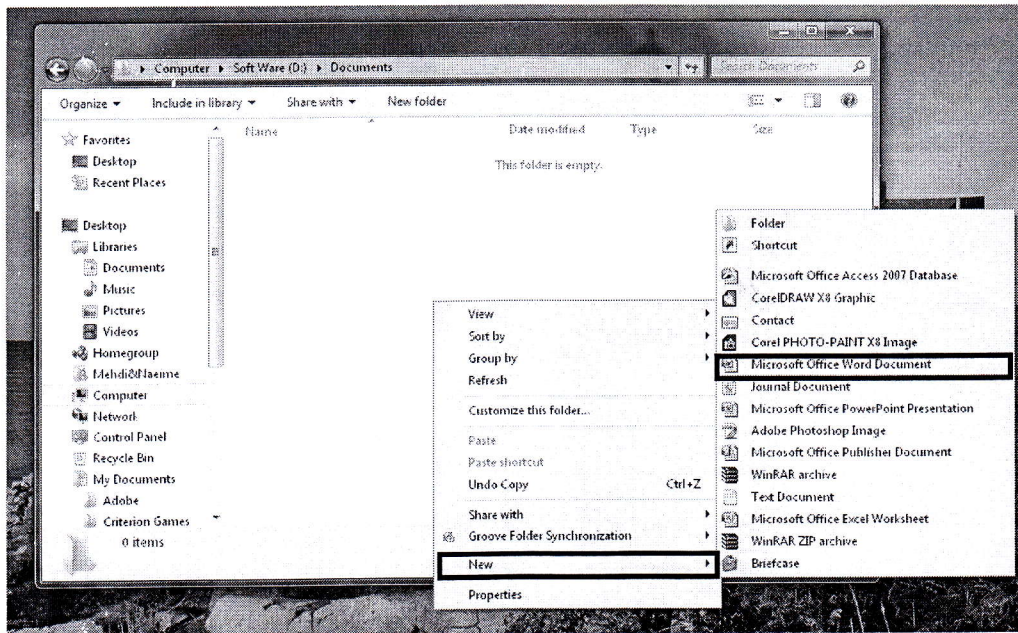 Computer ▸ Soft Ware (D:) ▸ Documents
Search Documents
Organize ▾ Include in library ▾ Share with ▾ New folder
Name Date modified Type Size
This folder is empty.
Favorites
Desktop
Recent Places
Desktop
Libraries
Documents
Music
Pictures
Videos
Homegroup
Mehdi&Naeime
Computer
Network
Control Panel
Recycle Bin
My Documents
Adobe
Criterion Games
0 items
View
Sort by
Group by
Refresh
Customize this folder...
Paste
Paste shortcut
Undo Copy Ctrl+Z
Share with
Groove Folder Synchronization
New
Properties
Folder
Shortcut
Microsoft Office Access 2007 Database
CorelDRAW X8 Graphic
Contact
Corel PHOTO-PAINT X8 Image
Microsoft Office Word Document
Journal Document
Microsoft Office PowerPoint Presentation
Adobe Photoshop Image
Microsoft Office Publisher Document
WinRAR archive
Text Document
Microsoft Office Excel Worksheet
WinRAR ZIP archive
Briefcase